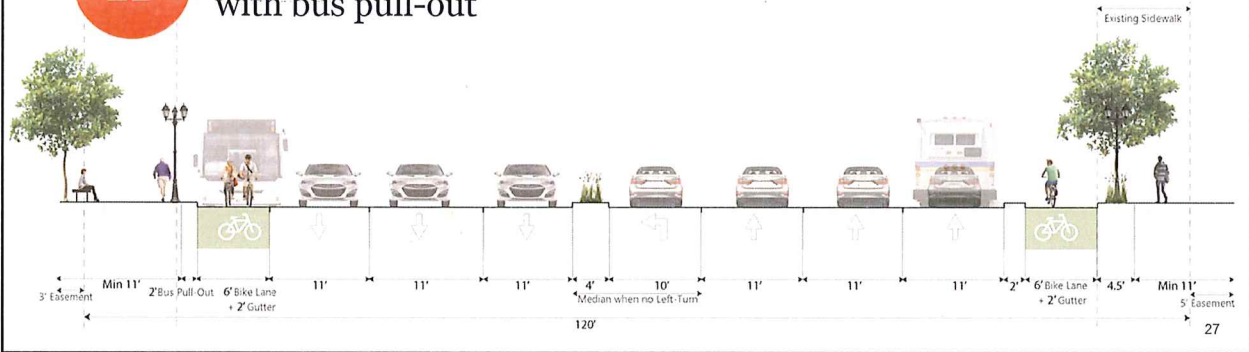 with bus pull-out
Existing Sidewalk
3' Easement
Min 11'
2'
Bus Pull-Out
6' Bike Lane
+ 2' Gutter
11'
11'
11'
4'
10'
Median when no Left-Turn
11'
11'
11'
2'
6' Bike Lane
+ 2' Gutter
4.5'
Min 11'
5' Easement
120'
27